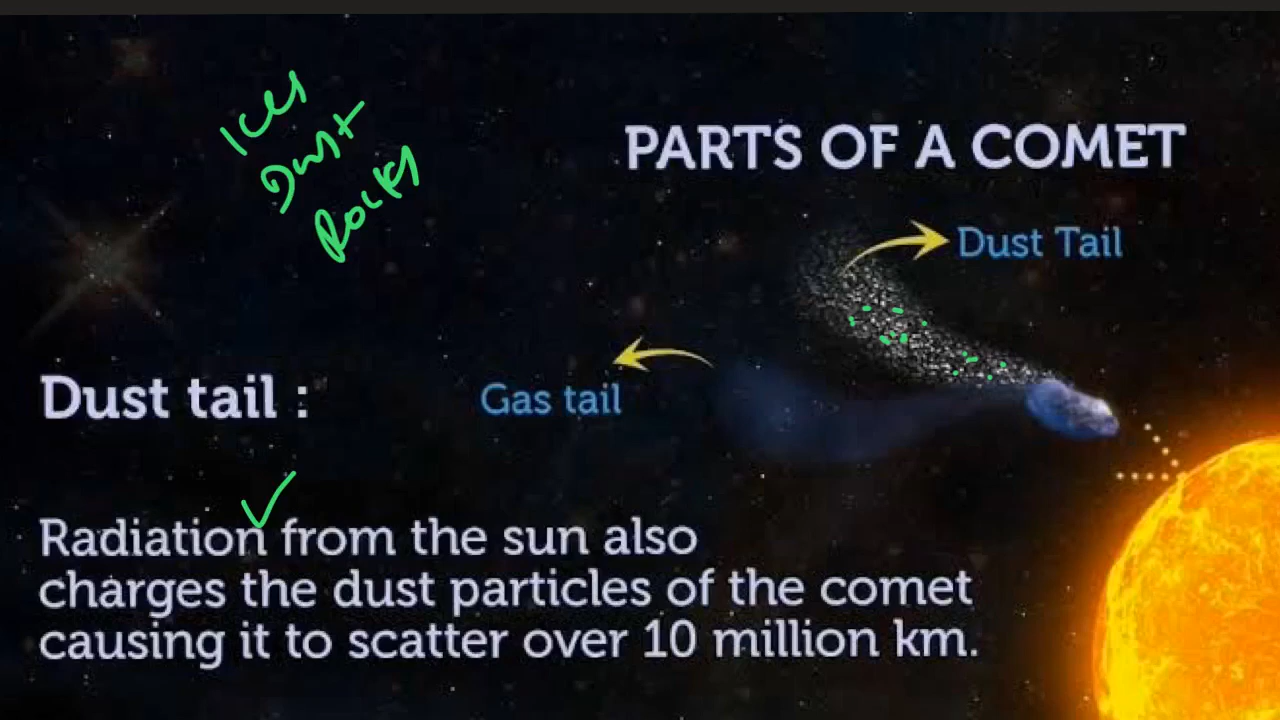 Ices
Dust
Rocks
PARTS OF A COMET
Dust Tail
Gas tail
Dust tail :
Radiation from the sun also
charges the dust particles of the comet
causing it to scatter over 10 million km.